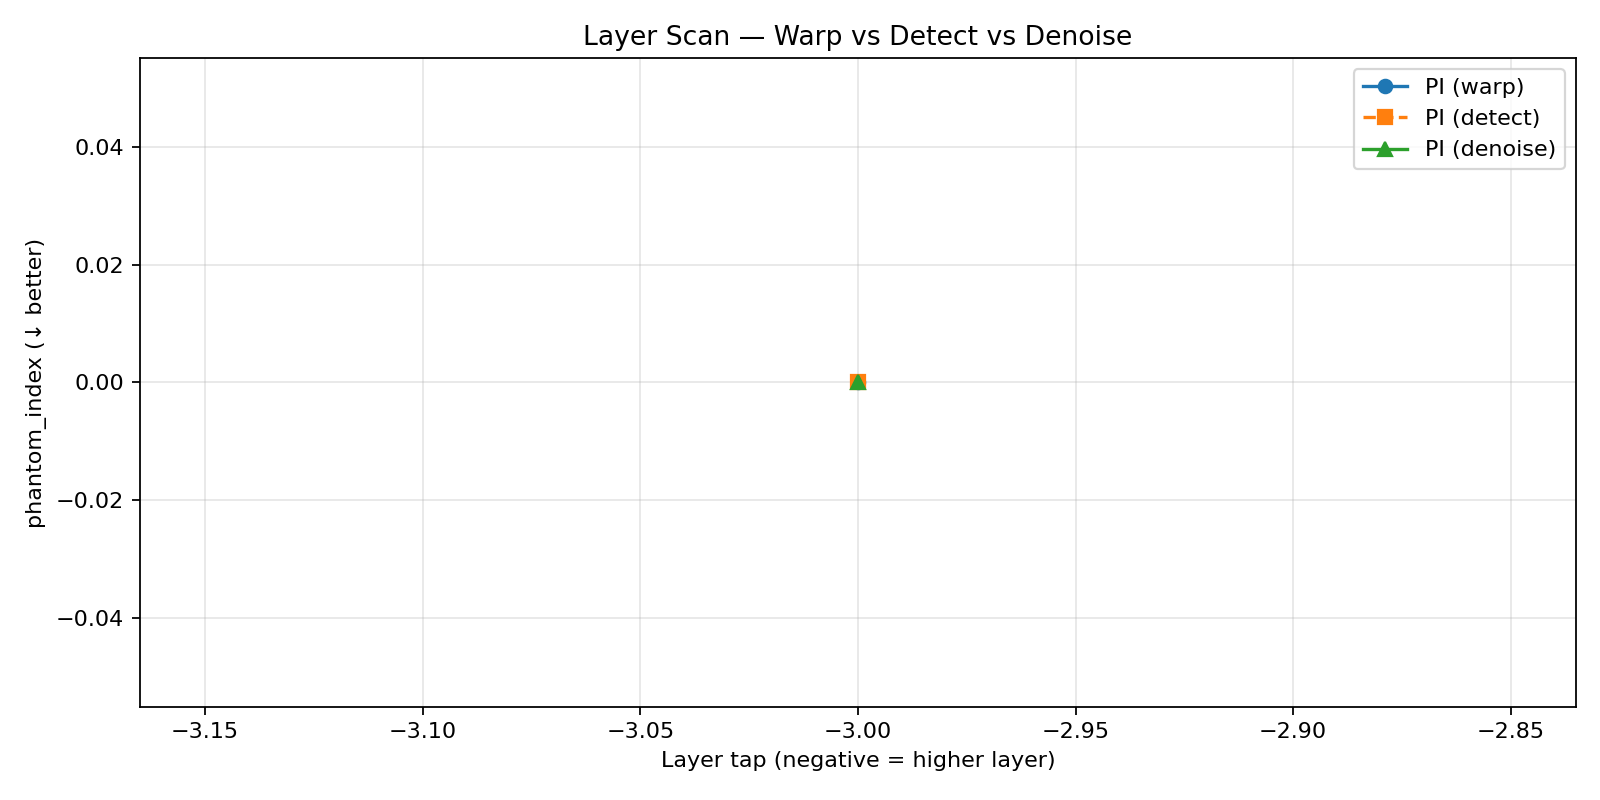 Layer Scan — Warp vs Detect vs Denoise
PI (warp)
PI (detect)
PI (denoise)
phantom_index (↓ better)
0.04
0.02
0.00
−0.02
−0.04
−3.15
−3.10
−3.05
−3.00
−2.95
−2.90
−2.85
Layer tap (negative = higher layer)